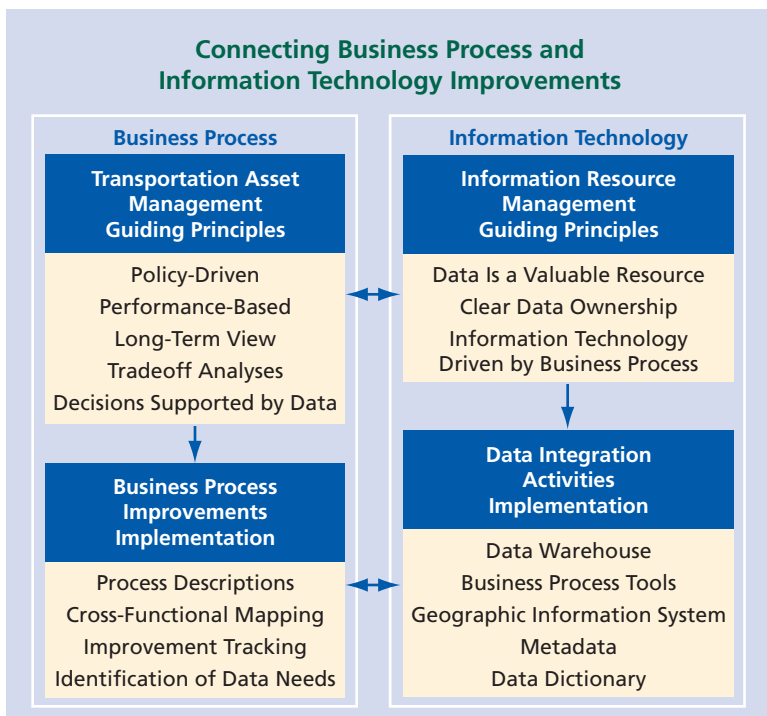 Connecting Business Process and
Information Technology Improvements
Business Process
Transportation Asset
Management
Guiding Principles
Policy-Driven
Performance-Based
Long-Term View
Tradeoff Analyses
Decisions Supported by Data
Business Process
Improvements
Implementation
Process Descriptions
Cross-Functional Mapping
Improvement Tracking
Identification of Data Needs
Information Technology
Information Resource
Management
Guiding Principles
Data Is a Valuable Resource
Clear Data Ownership
Information Technology
Driven by Business Process
Data Integration
Activities
Implementation
Data Warehouse
Business Process Tools
Geographic Information System
Metadata
Data Dictionary